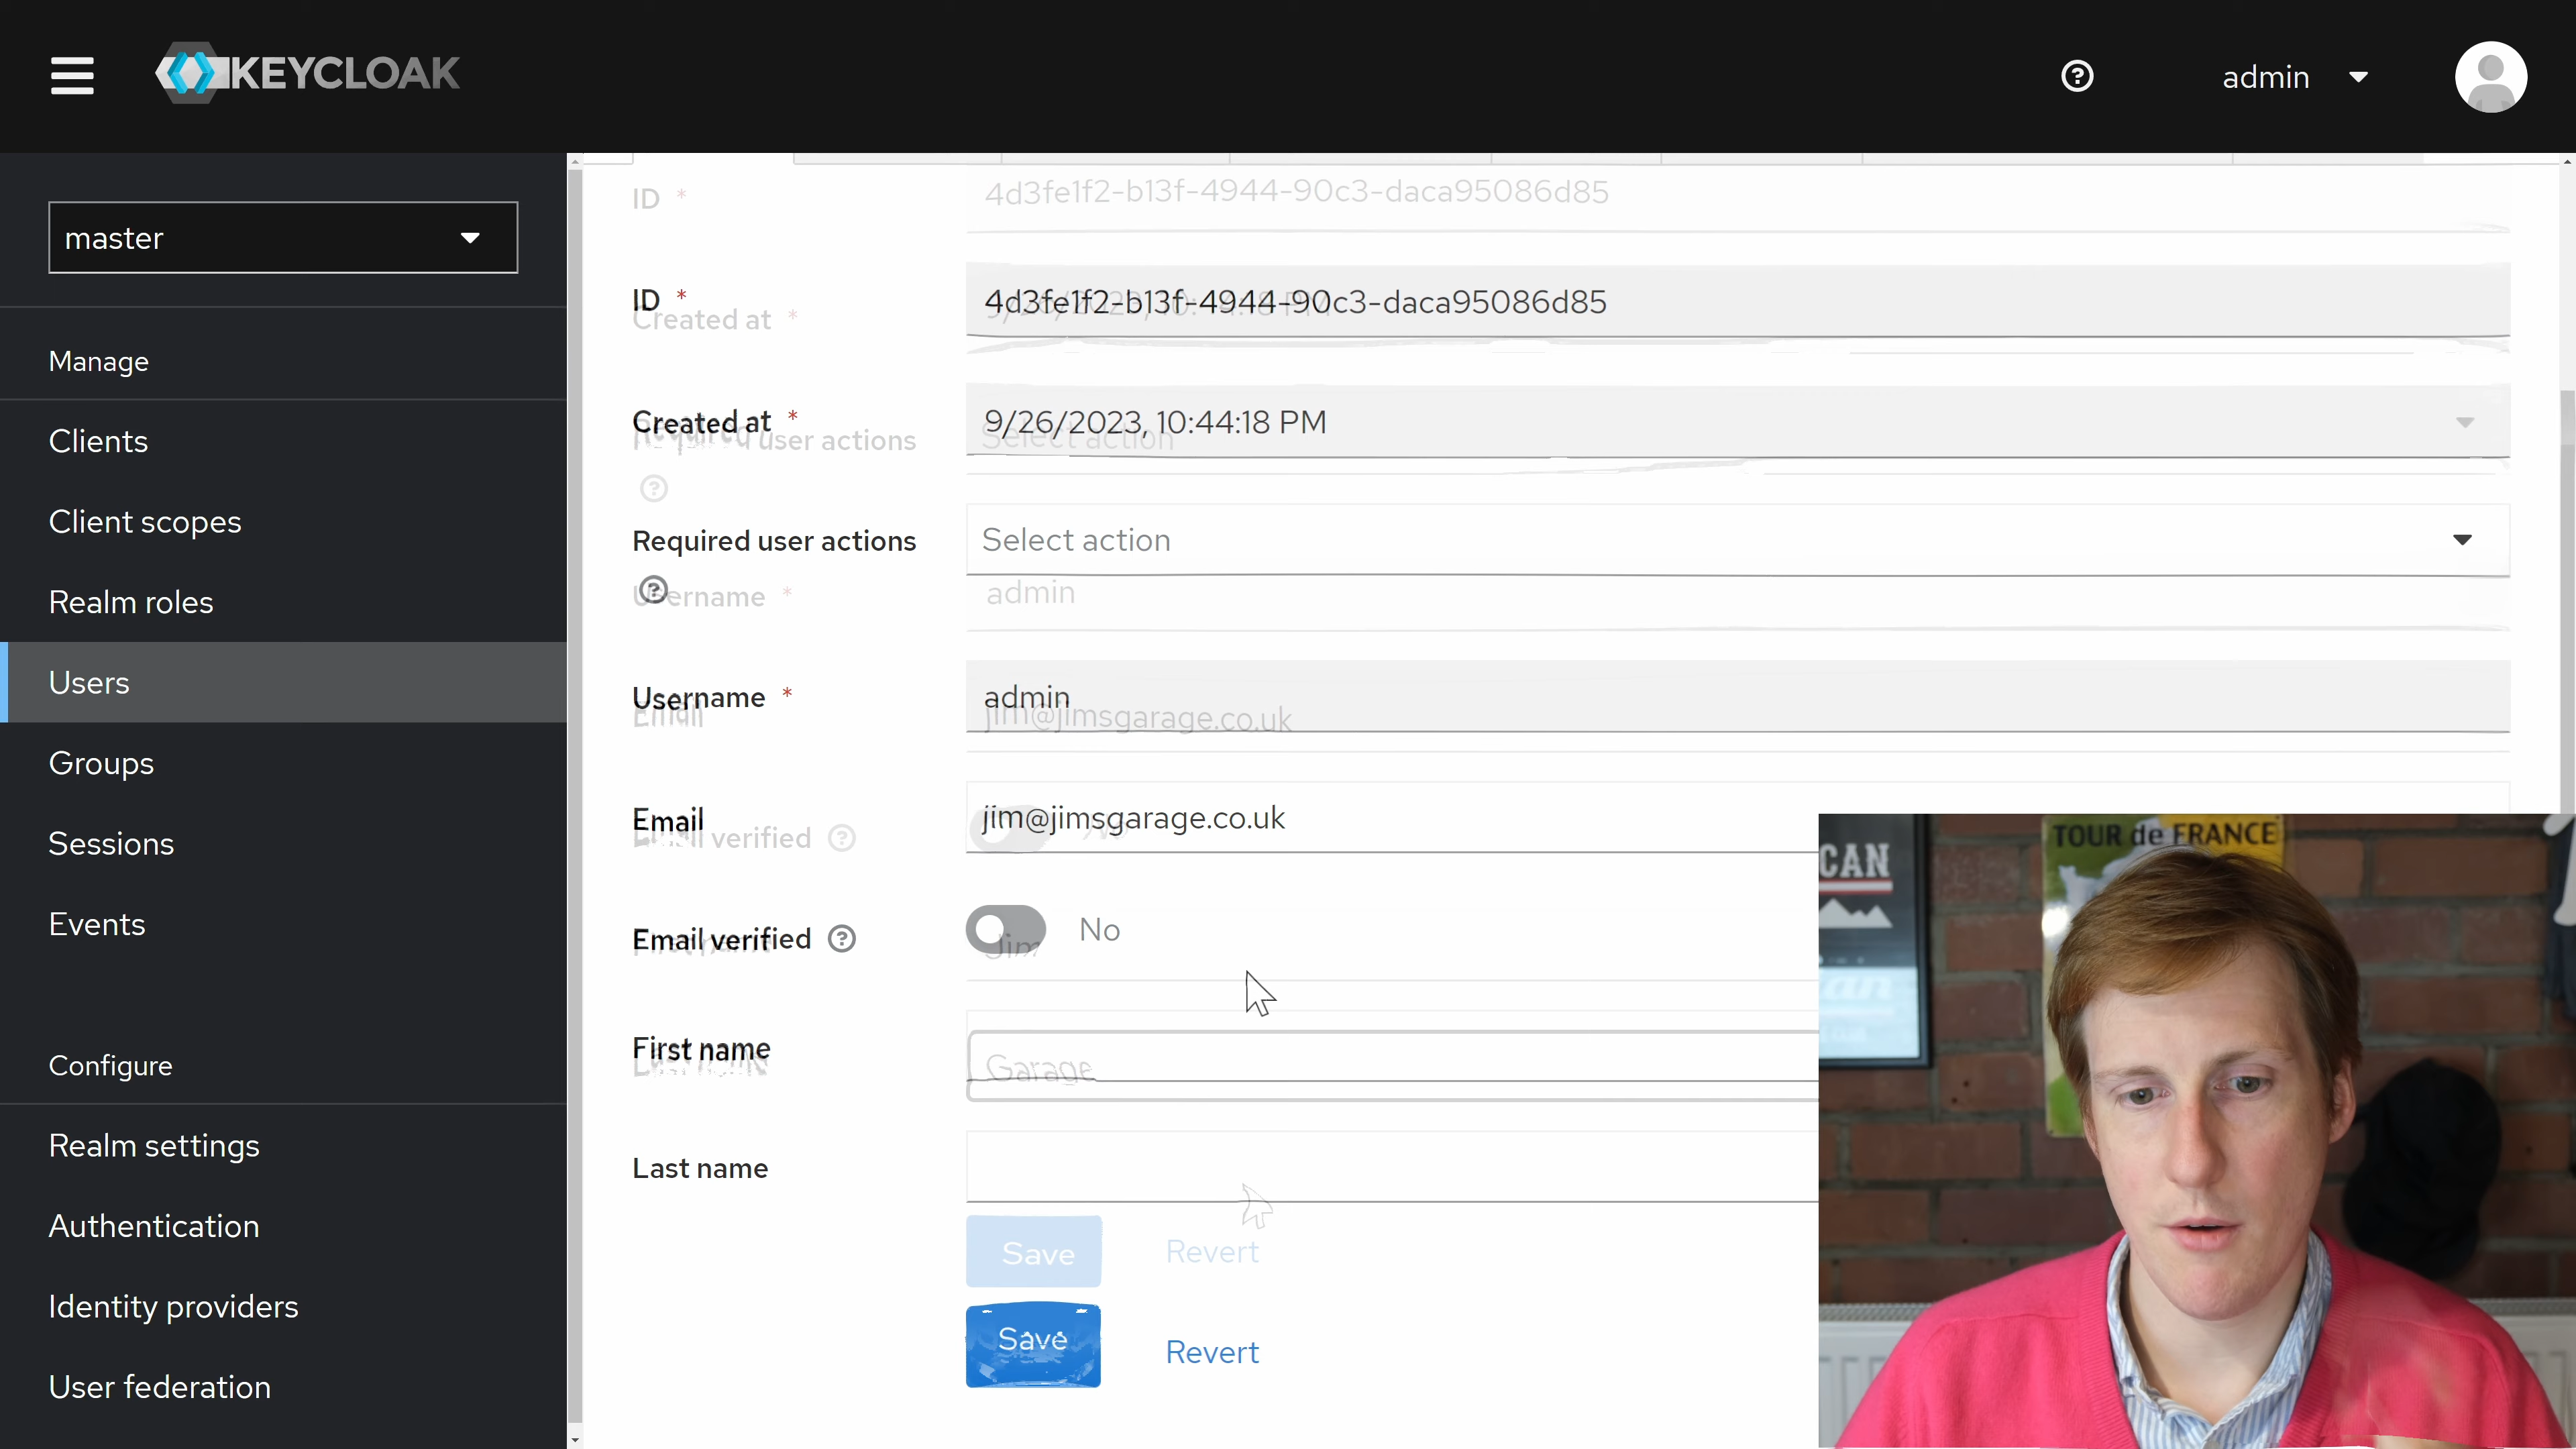 KEYCLOAK
admin
master
Manage
Clients
Client scopes
Realm roles
Users
Groups
Sessions
Events
Configure
Realm settings
Authentication
Identity providers
User federation
ID * 4d3fe1f2-b13f-4944-90c3-daca95086d85
ID * 4d3fe1f2-b13f-4944-90c3-daca95086d85
Created at *
Created at * 9/26/2023, 10:44:18 PM
Required user actions Select action
Required user actions Select action
Username * admin
Username * admin
Email jim@jimsgarage.co.uk
Email jim@jimsgarage.co.uk
Email verified
Email verified No
Jim
First name
Garage
Last name
Save Revert
Save Revert
TOUR de FRANCE
CAN